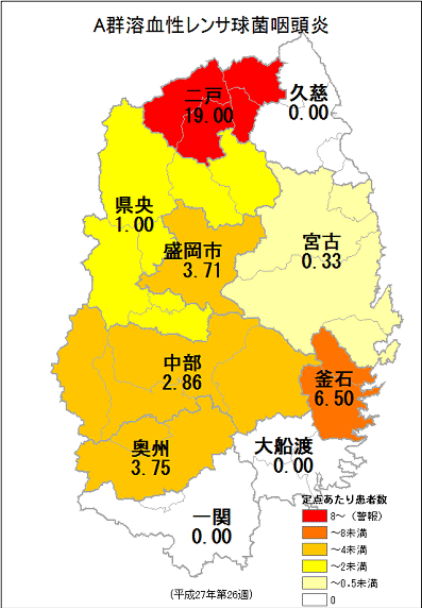 A群溶血性レンサ球菌咽頭炎
二戸
19.00
久慈
0.00
県央
1.00
盛岡市
3.71
宮古
0.33
中部
2.86
釜石
6.50
奥州
3.75
大船渡
0.00
一関
0.00
定点あたり患者数
8～（警報）
～8未満
～4未満
～2未満
～0.5未満
0
(平成27年第26週)